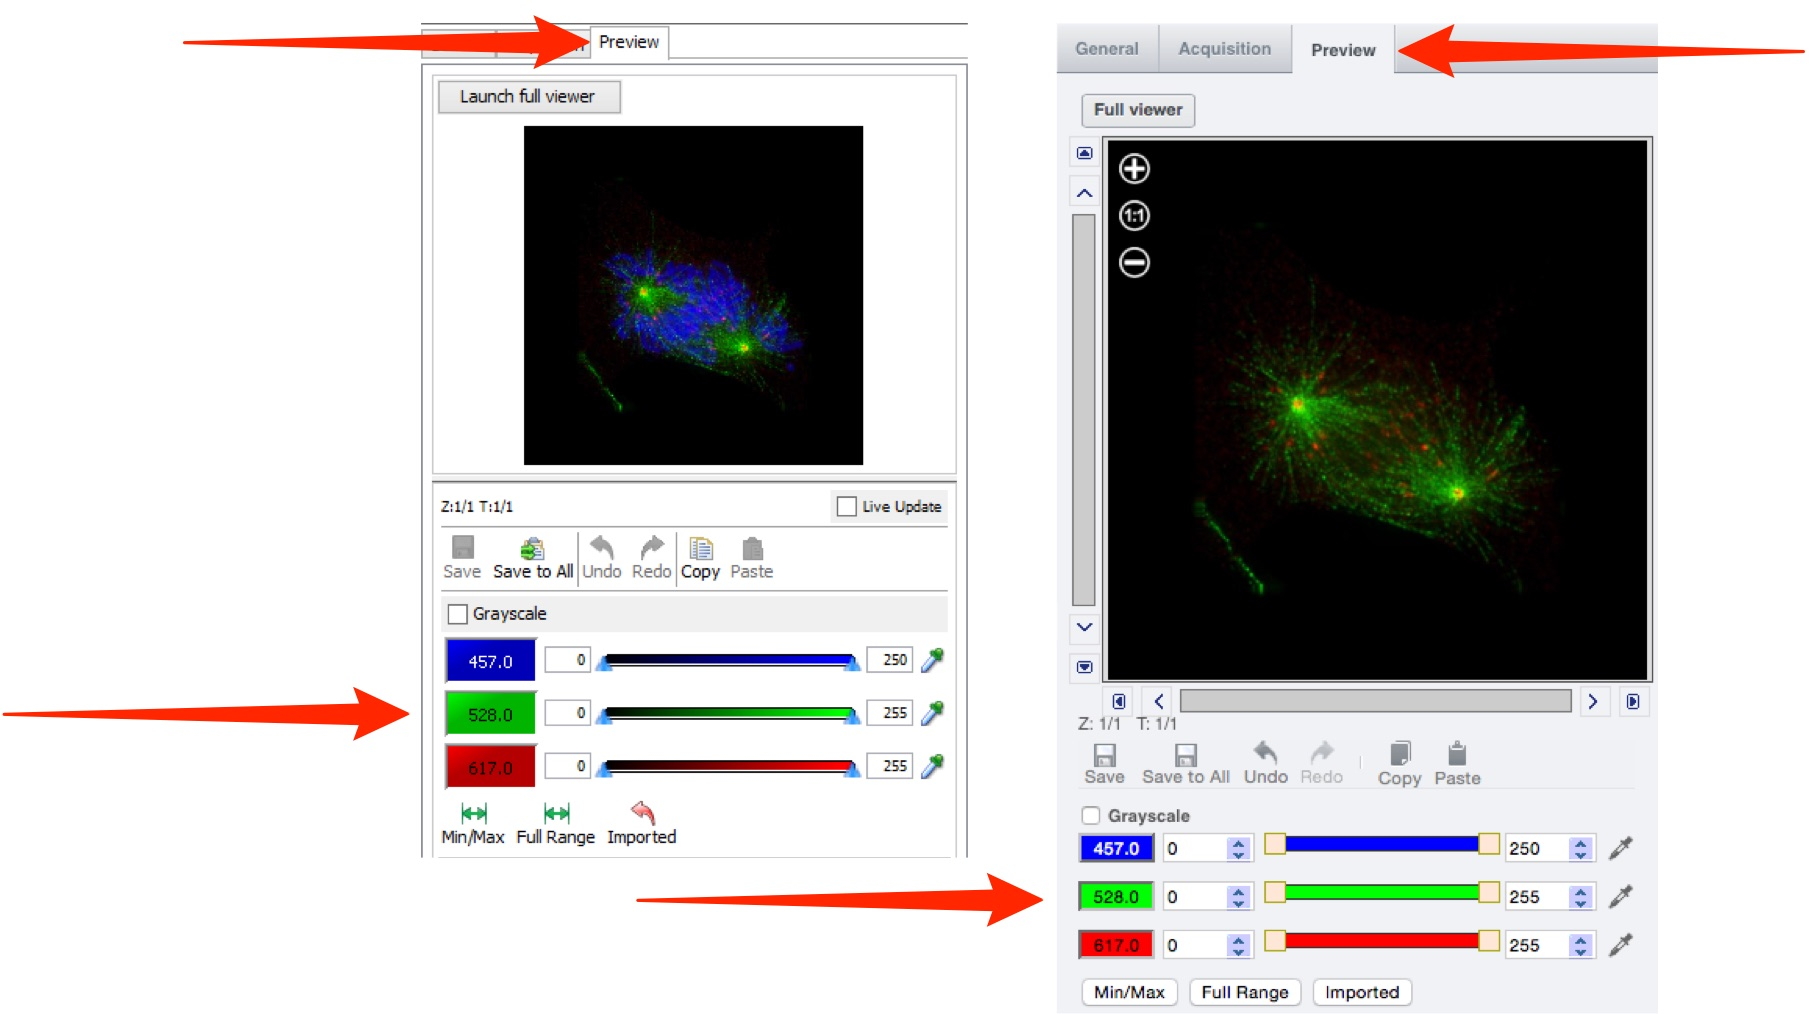 Preview
Launch full viewer
Z:1/1 T:1/1
Live Update
Save Save to All Undo Redo Copy Paste
Grayscale
457.0 0 250
528.0 0 255
617.0 0 255
Min/Max Full Range Imported
General Acquisition Preview
Full viewer
1:1
Z: 1/1 T: 1/1
Save Save to All Undo Redo Copy Paste
Grayscale
457.0 0 250
528.0 0 255
617.0 0 255
Min/Max Full Range Imported